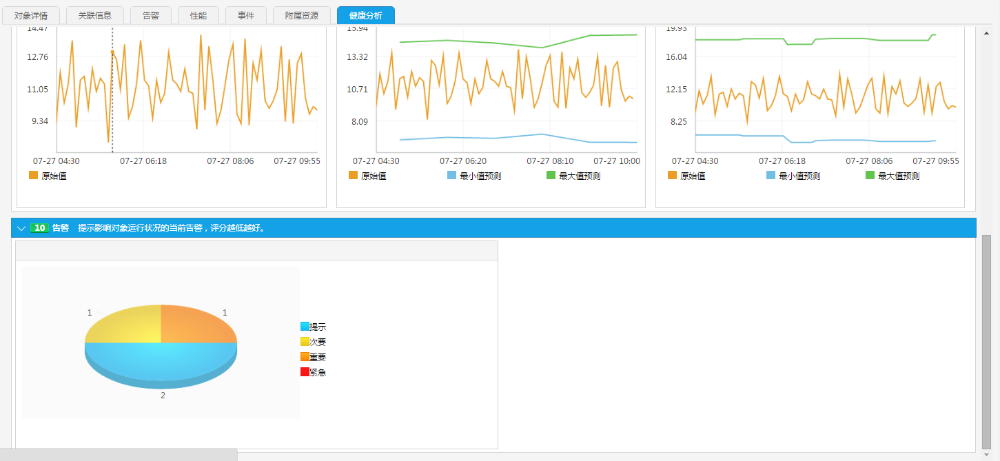 对象详情 关联信息 告警 性能 事件 附属资源 健康分析
14.47
12.76
11.05
9.34
07-27 04:30 07-27 06:18 07-27 08:06 07-27 09:55
原始值
15.94
13.32
10.71
8.09
07-27 04:30 07-27 06:20 07-27 08:10 07-27 10:00
原始值 最小值预测 最大值预测
19.93
16.04
12.15
8.25
07-27 04:30 07-27 06:18 07-27 08:06 07-27 09:55
原始值 最小值预测 最大值预测
10 告警 提示影响对象运行状况的当前告警，评分越低越好。
1
1
2
提示
次要
重要
紧急